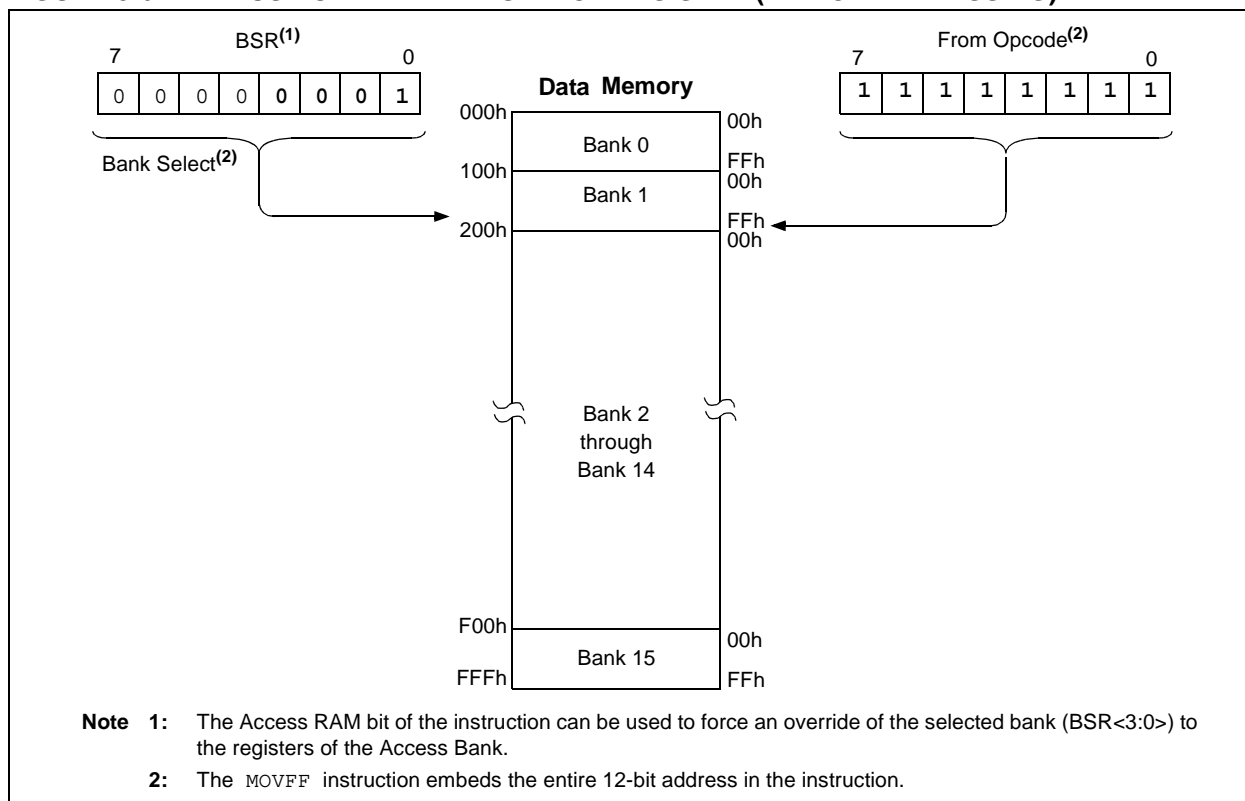 BSR(1)
7 0
0 0 0 0 0 0 0 1
Bank Select(2)
From Opcode(2)
7 0
1 1 1 1 1 1 1 1
Data Memory
000h
Bank 0
00h
FFh
100h
Bank 1
00h
FFh
200h
00h
Bank 2
through
Bank 14
F00h
Bank 15
00h
FFFh
FFh
Note 1: The Access RAM bit of the instruction can be used to force an override of the selected bank (BSR<3:0>) to
the registers of the Access Bank.
2: The MOVFF instruction embeds the entire 12-bit address in the instruction.